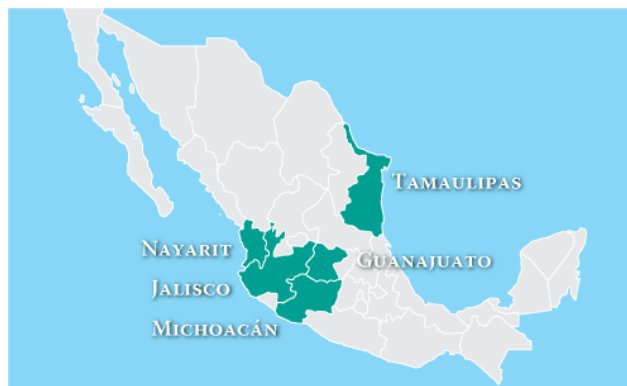 TAMAULIPAS
NAYARIT
GUANAJUATO
JALISCO
MICHOACÁN